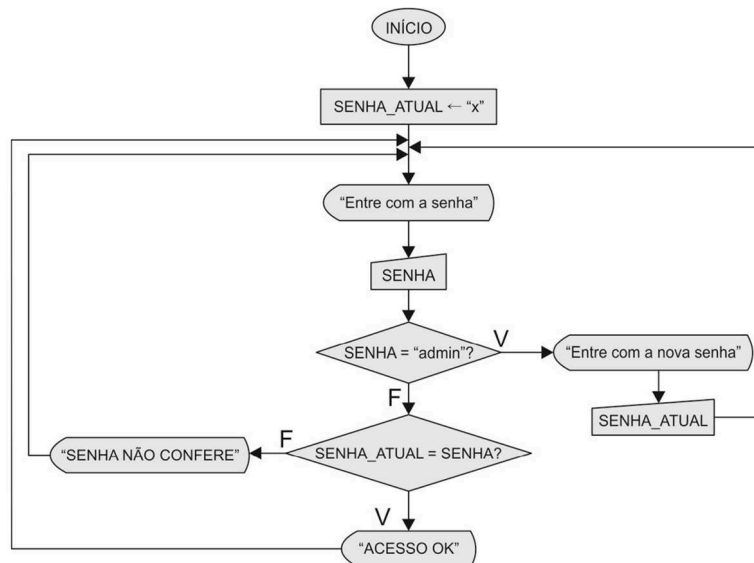 INÍCIO
SENHA_ATUAL ← “x”
“Entre com a senha”
SENHA
SENHA = “admin”?
V
“Entre com a nova senha”
F
SENHA_ATUAL
SENHA_ATUAL = SENHA?
F
“SENHA NÃO CONFERE”
V
“ACESSO OK”